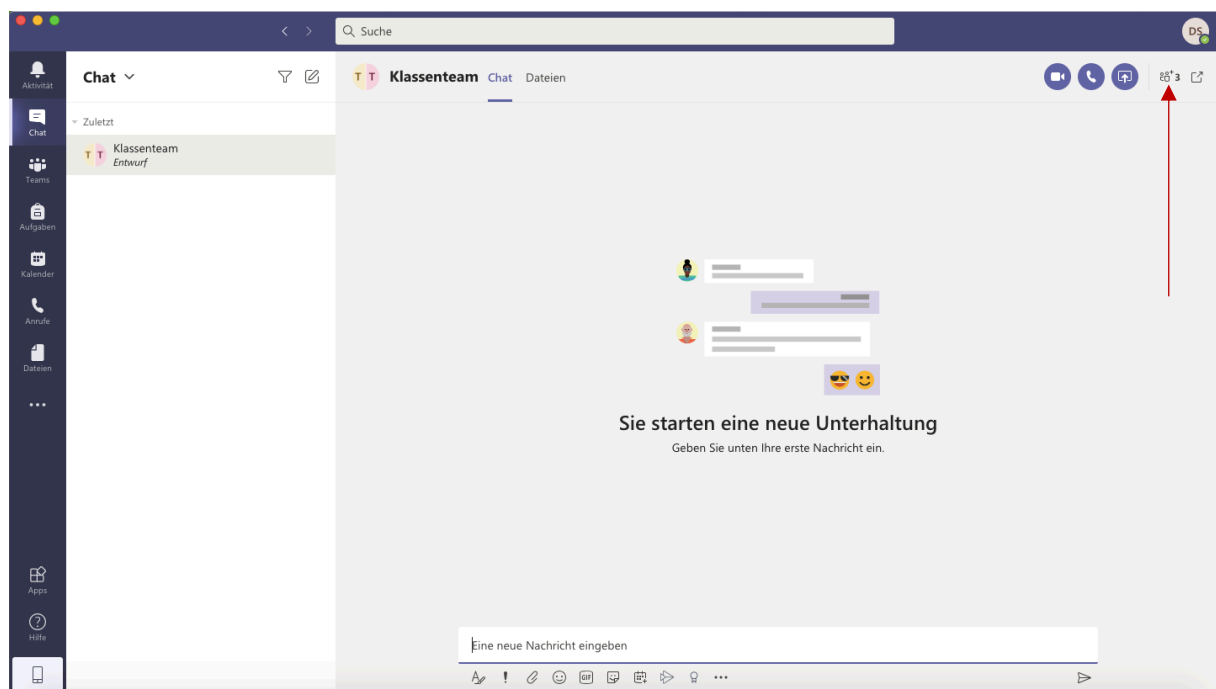 Suche
DS
Aktivität
Chat
Teams
Aufgaben
Kalender
Anrufe
Dateien
Apps
Hilfe
Chat
Zuletzt
T T
Klassenteam
Entwurf
T T Klassenteam Chat Dateien
3
Sie starten eine neue Unterhaltung
Geben Sie unten Ihre erste Nachricht ein.
Eine neue Nachricht eingeben
GIF